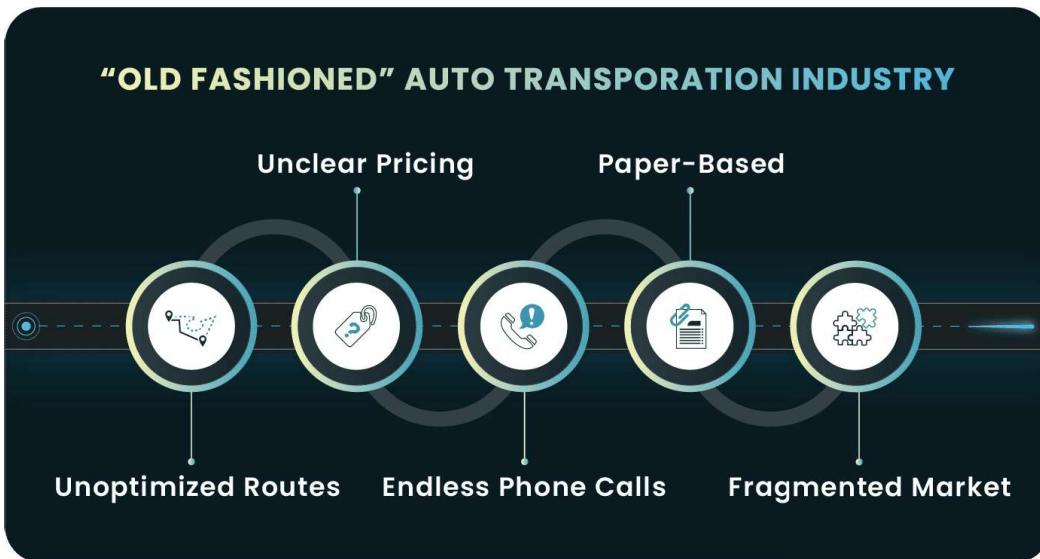 “OLD FASHIONED” AUTO TRANSPORATION INDUSTRY
Unclear Pricing
Paper-Based
?
!
Unoptimized Routes
Endless Phone Calls
Fragmented Market